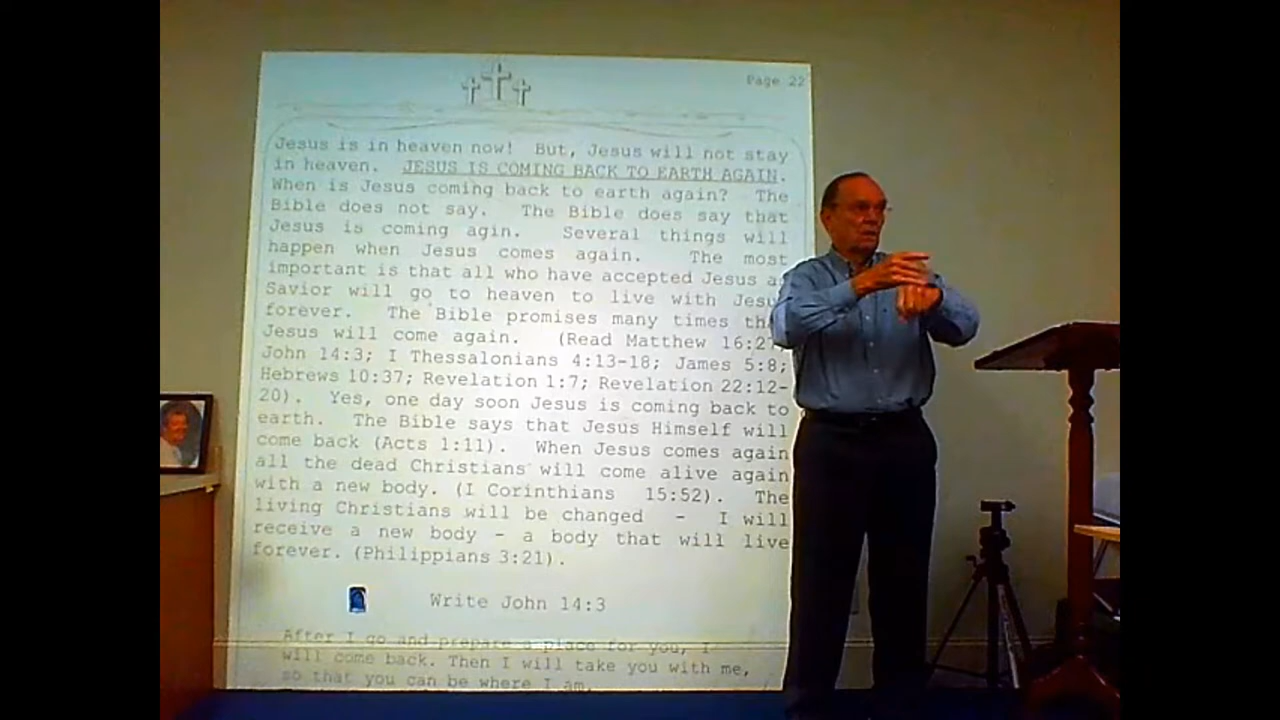 Page 22
Jesus is in heaven now! But, Jesus will not stay
in heaven. JESUS IS COMING BACK TO EARTH AGAIN.
When is Jesus coming back to earth again? The
Bible does not say. The Bible does say that
Jesus is coming agin. Several things will
happen when Jesus comes again. The most
important is that all who have accepted Jesus
Savior will go to heaven to live with
forever. The Bible promises many times
Jesus will come again. (Read Matthew
John 14:3; I Thessalonians 4:13-18; James 5:8;
Hebrews 10:37; Revelation 1:7; Revelation 22:12-
20). Yes, one day soon Jesus is coming back to
earth. The Bible says that Jesus Himself will
come back (Acts 1:11). When Jesus comes again
all the dead Christians will come alive again
with a new body. (I Corinthians 15:52). The
living Christians will be changed - I will
receive a new body - a body that will live
forever. (Philippians 3:21).
Write John 14:3
After I go and prepare a place for you, I
will come back. Then I will take you with me,
so that you can be where I am.